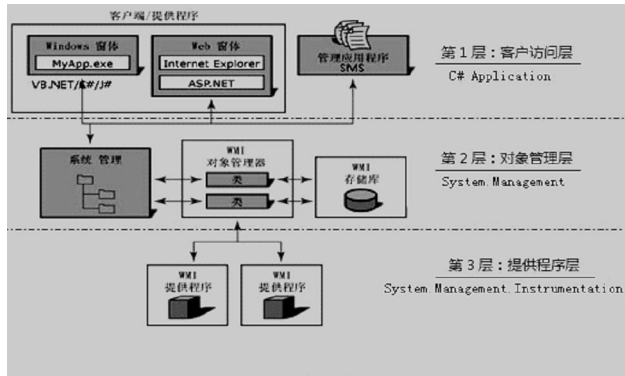 客户端/提供程序
Windows 窗体
MyApp.exe
VB.NET/C#/J#
Web 窗体
Internet Explorer
ASP.NET
管理应用程序
SMS
第1层：客户访问层
C# Application
系统 管理
WMI
对象管理器
类
类
WMI
存储库
第2层：对象管理层
System.Management
WMI
提供程序
WMI
提供程序
第3层：提供程序层
System.Management.Instrumentation